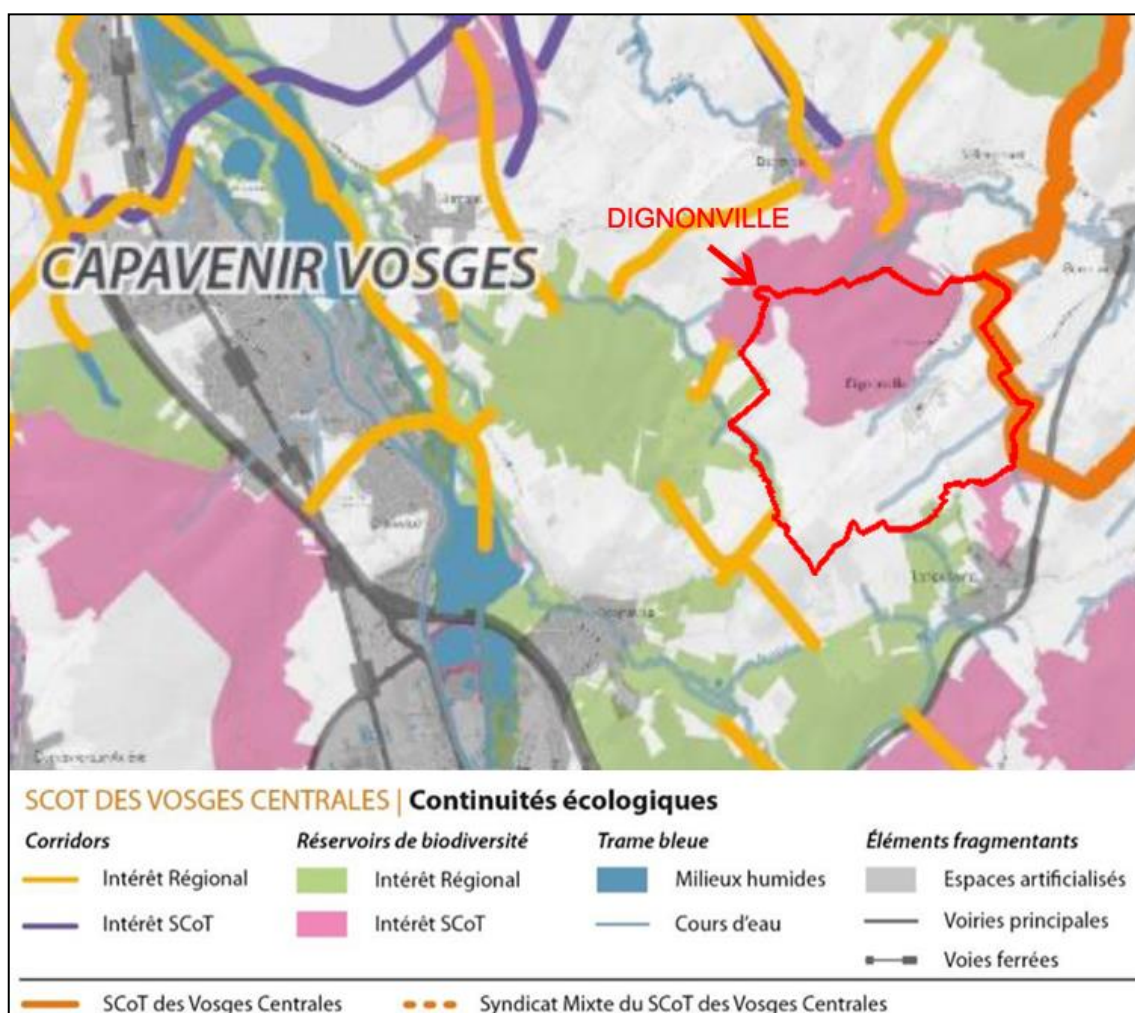 DIGNONVILLE
CAPAVENIR VOSGES
Dignonville
SCOT DES VOSGES CENTRALES | Continuités écologiques
Corridors
Intérêt Régional
Intérêt SCoT
Réservoirs de biodiversité
Intérêt Régional
Intérêt SCoT
Trame bleue
Milieux humides
Cours d'eau
Éléments fragmentants
Espaces artificialisés
Voiries principales
Voies ferrées
SCoT des Vosges Centrales
Syndicat Mixte du SCoT des Vosges Centrales